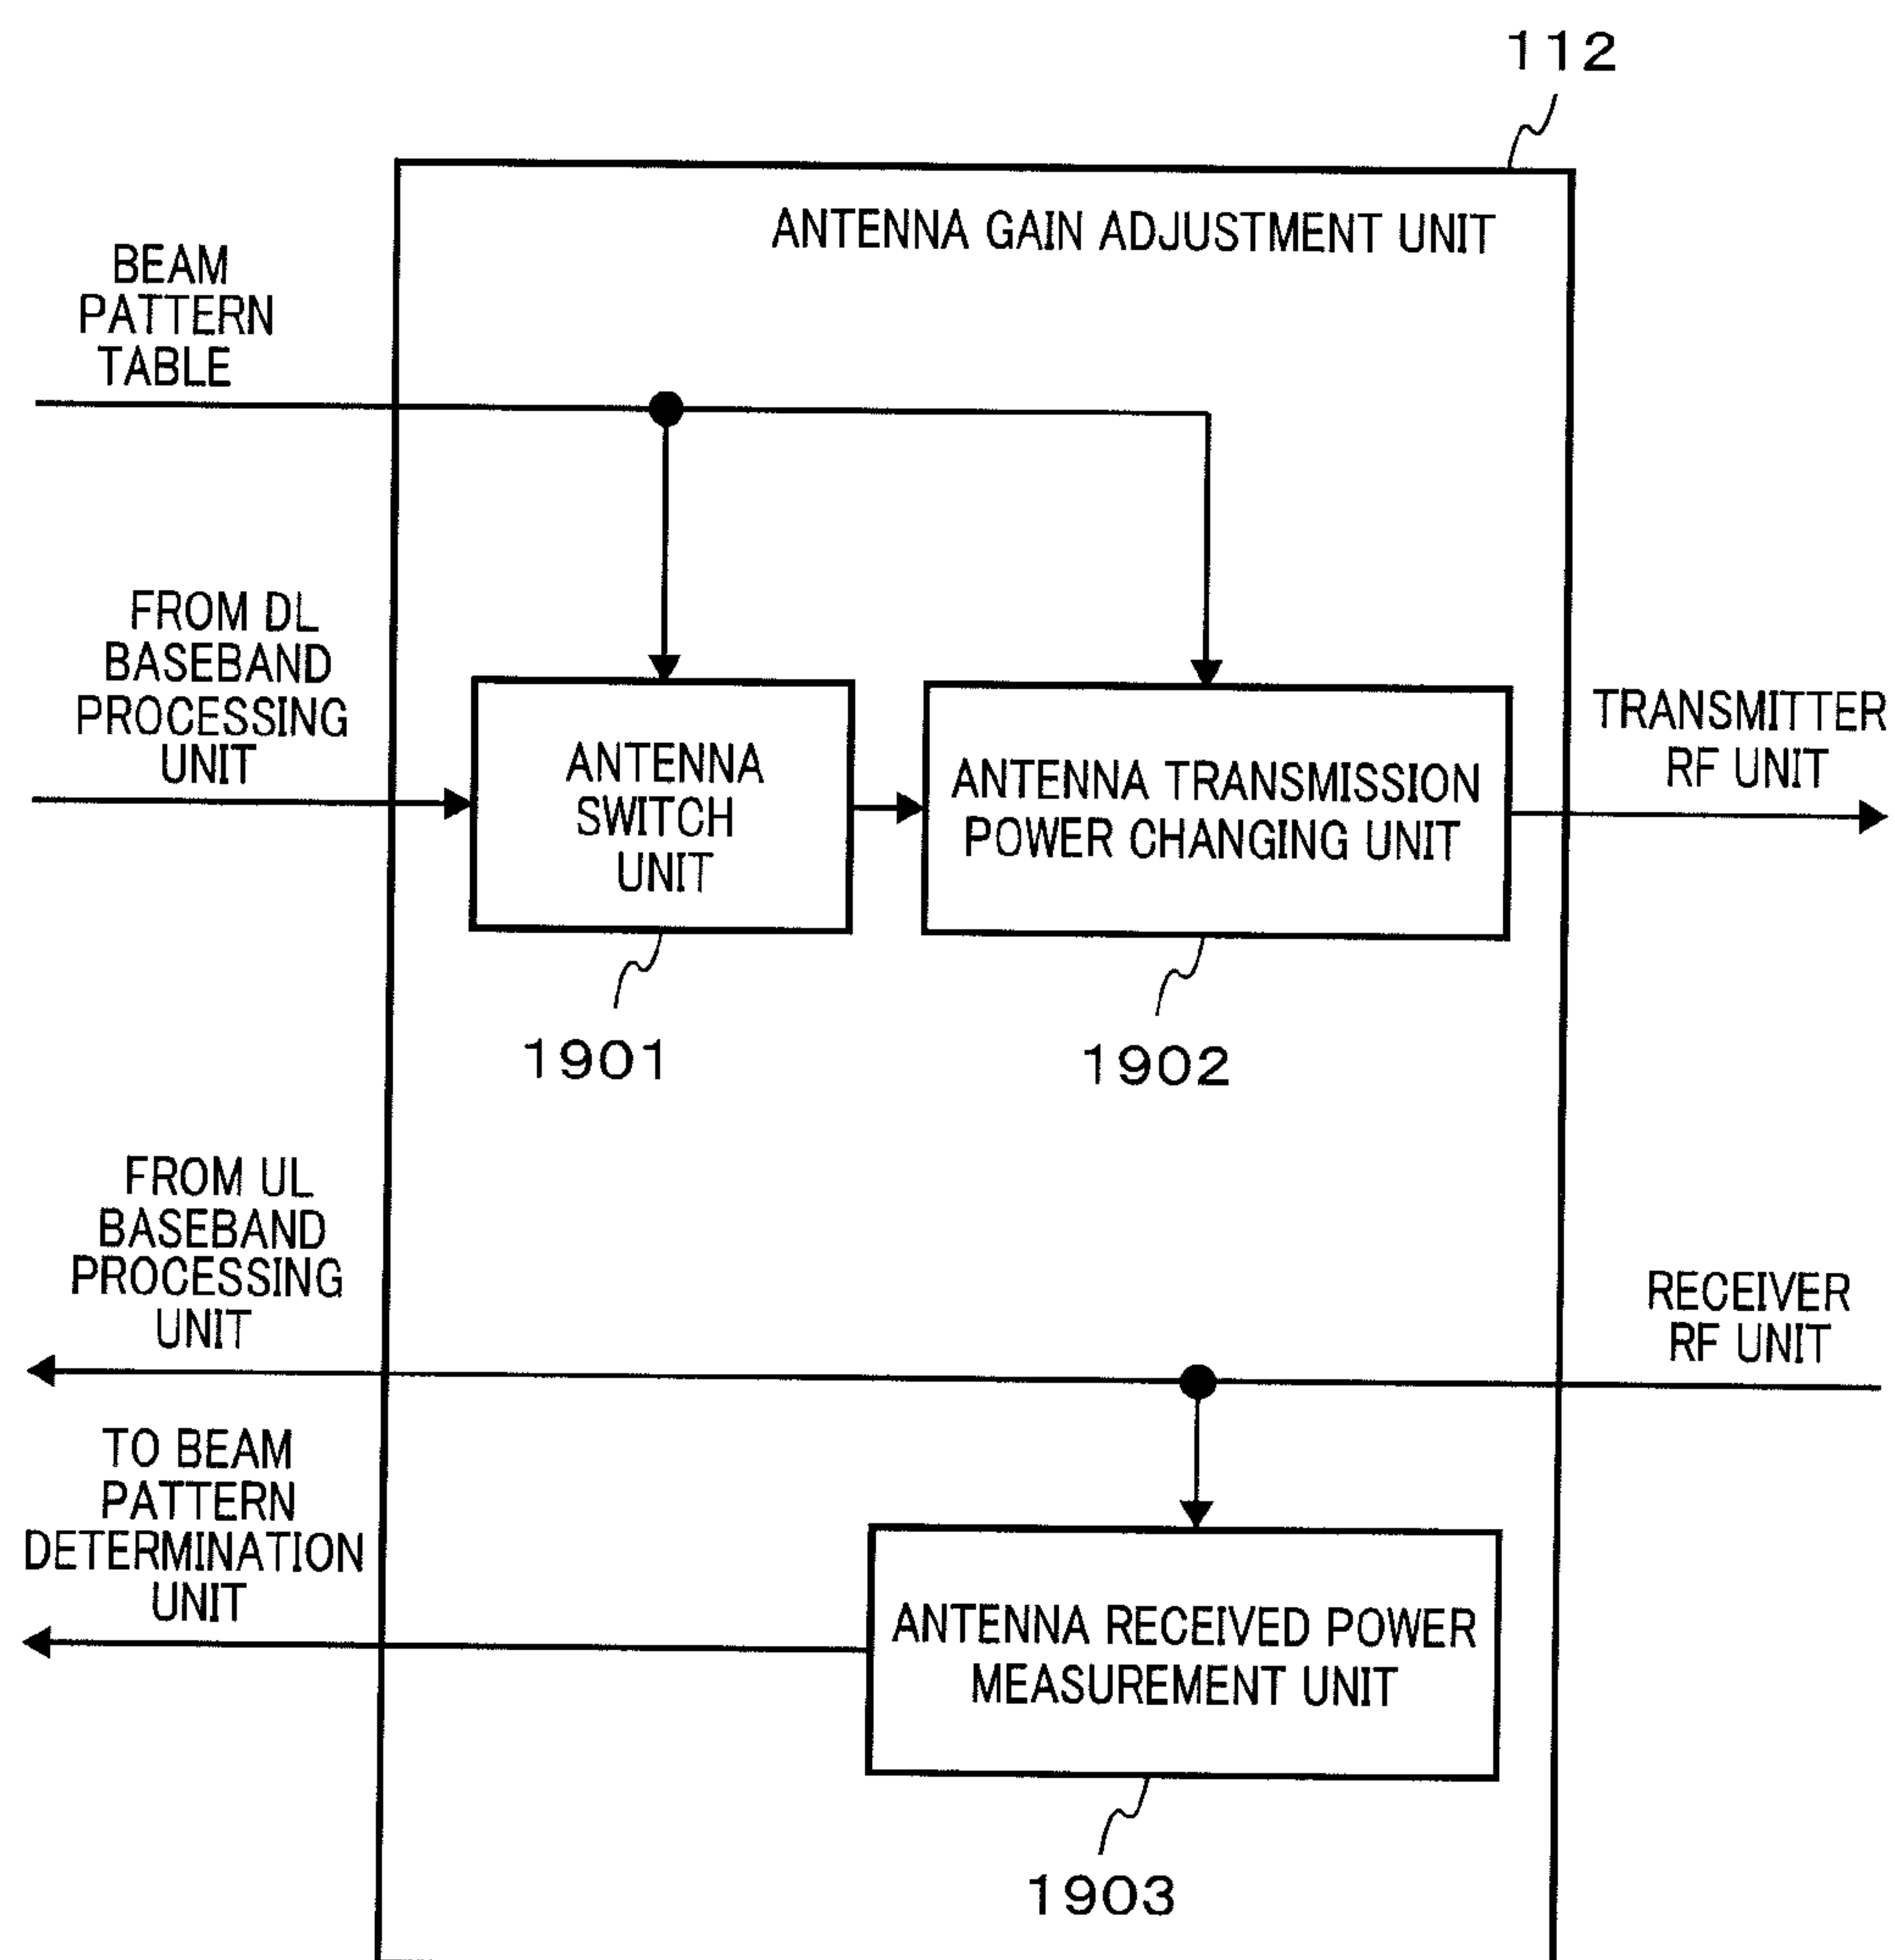 112
ANTENNA GAIN ADJUSTMENT UNIT
BEAM
PATTERN
TABLE
FROM DL
BASEBAND
PROCESSING
UNIT
ANTENNA
SWITCH
UNIT
ANTENNA TRANSMISSION
POWER CHANGING UNIT
TRANSMITTER
RF UNIT
1901
1902
FROM UL
BASEBAND
PROCESSING
UNIT
RECEIVER
RF UNIT
TO BEAM
PATTERN
DETERMINATION
UNIT
ANTENNA RECEIVED POWER
MEASUREMENT UNIT
1903